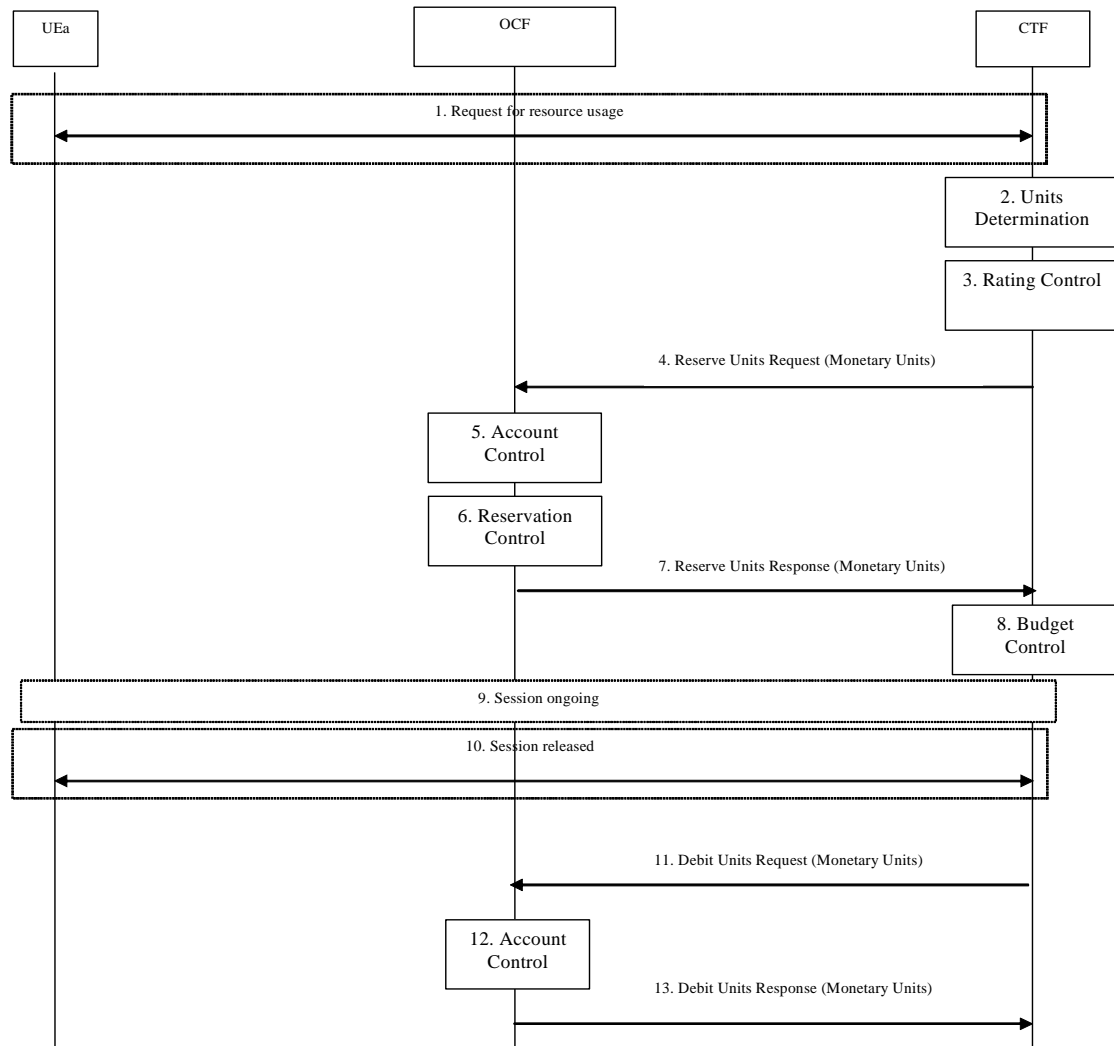 UEa
OCF
CTF
1. Request for resource usage
2. Units
Determination
3. Rating Control
4. Reserve Units Request (Monetary Units)
5. Account
Control
6. Reservation
Control
7. Reserve Units Response (Monetary Units)
8. Budget
Control
9. Session ongoing
10. Session released
11. Debit Units Request (Monetary Units)
12. Account
Control
13. Debit Units Response (Monetary Units)